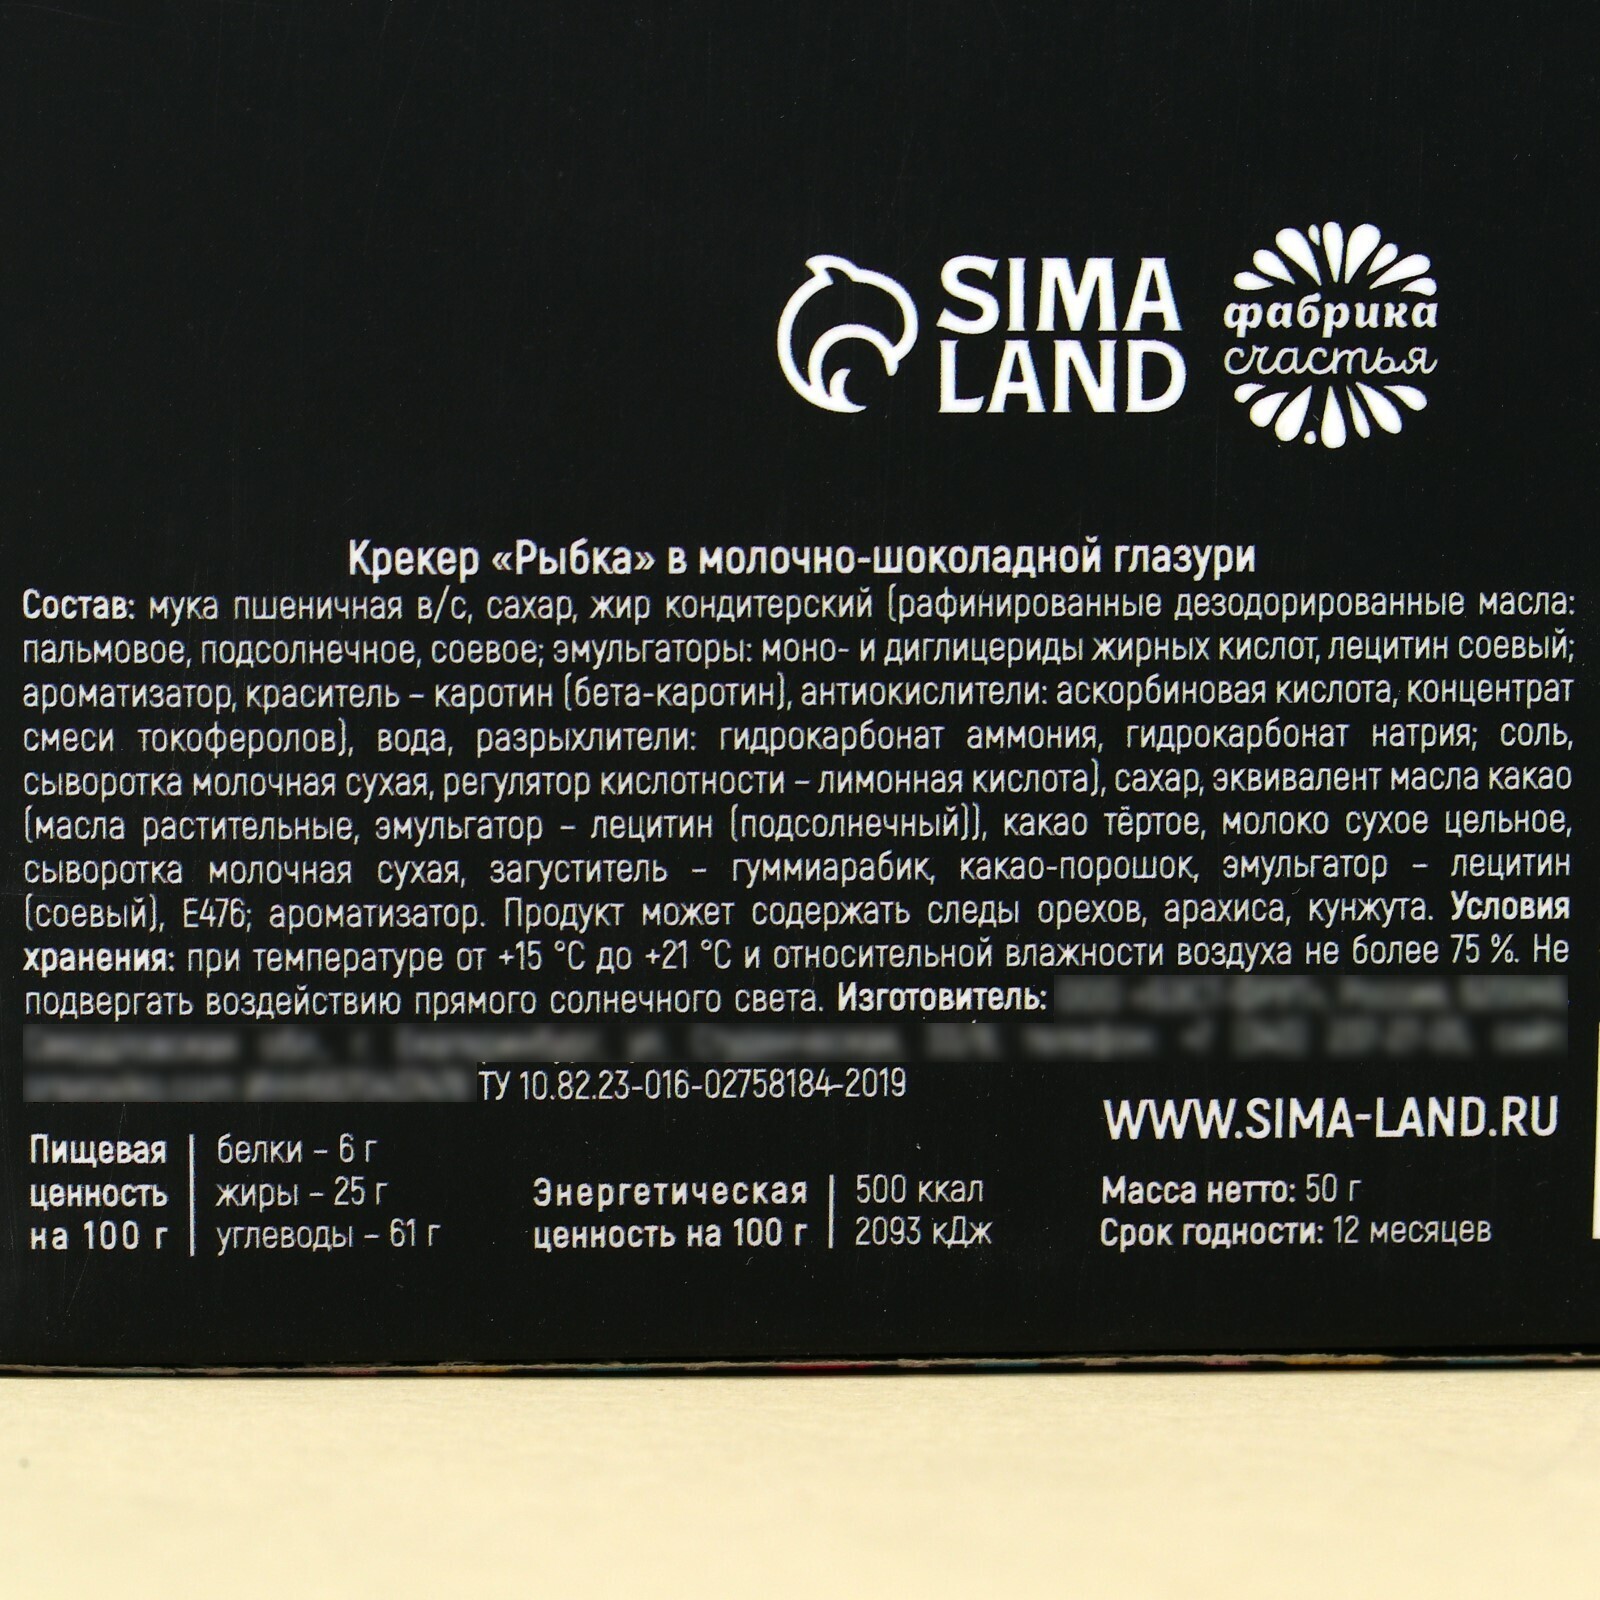 SIMA
LAND
фабрика
счастья
Крекер «Рыбка» в молочно-шоколадной глазури
Состав: мука пшеничная в/с, сахар, жир кондитерский (рафинированные дезодорированные масла:
пальмовое, подсолнечное, соевое; эмульгаторы: моно- и диглицериды жирных кислот, лецитин соевый;
ароматизатор, краситель – каротин (бета-каротин), антиокислители: аскорбиновая кислота, концентрат
смеси токоферолов), вода, разрыхлители: гидрокарбонат аммония, гидрокарбонат натрия; соль,
сыворотка молочная сухая, регулятор кислотности – лимонная кислота), сахар, эквивалент масла какао
(масла растительные, эмульгатор – лецитин (подсолнечный)), какао тёртое, молоко сухое цельное,
сыворотка молочная сухая, загуститель – гуммиарабик, какао-порошок, эмульгатор – лецитин
(соевый), Е476; ароматизатор. Продукт может содержать следы орехов, арахиса, кунжута. Условия
хранения: при температуре от +15 °С до +21 °С и относительной влажности воздуха не более 75 %. Не
подвергать воздействию прямого солнечного света. Изготовитель:
ТУ 10.82.23-016-02758184-2019
WWW.SIMA-LAND.RU
Пищевая
ценность
на 100 г
белки – 6 г
жиры – 25 г
углеводы – 61 г
Энергетическая
ценность на 100 г
500 ккал
2093 кДж
Масса нетто: 50 г
Срок годности: 12 месяцев